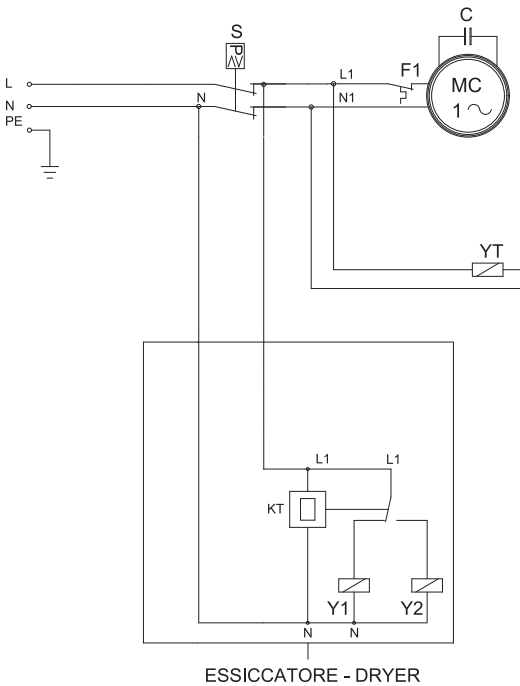 C
S
P
L
L1
F1
MC
1
N
N
N1
PE
YT
L1
L1
KT
Y1
Y2
N
N
ESSICCATORE - DRYER